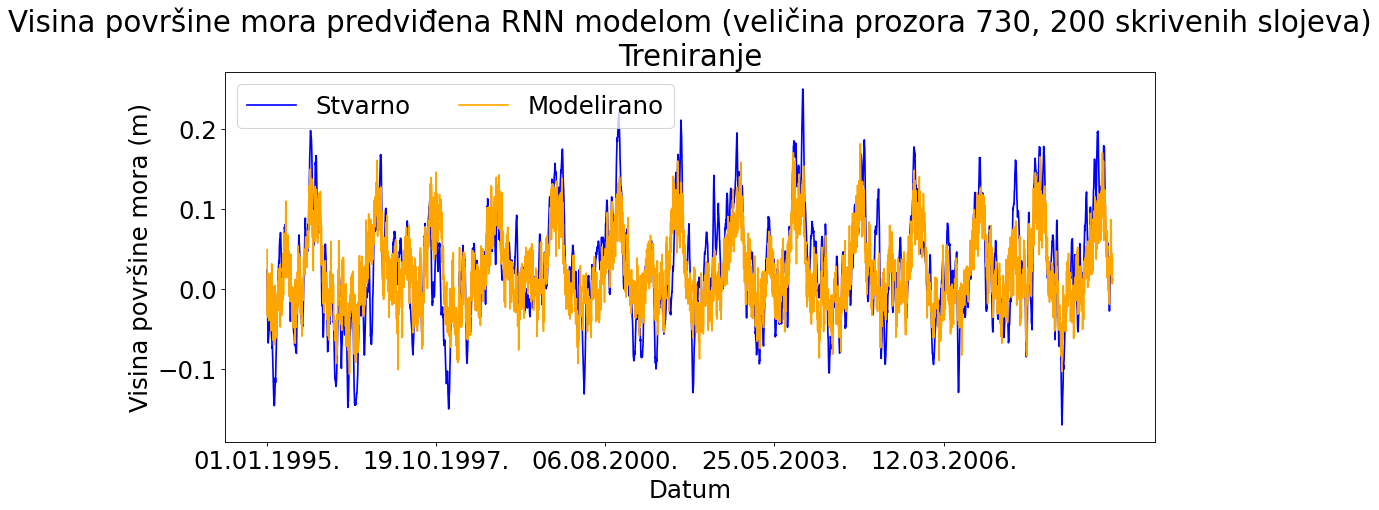 Visina površine mora predviđena RNN modelom (veličina prozora 730, 200 skrivenih slojeva)
Treniranje
Stvarno Modelirano
Visina površine mora (m)
0.2
0.1
0.0
−0.1
01.01.1995. 19.10.1997. 06.08.2000. 25.05.2003. 12.03.2006.
Datum